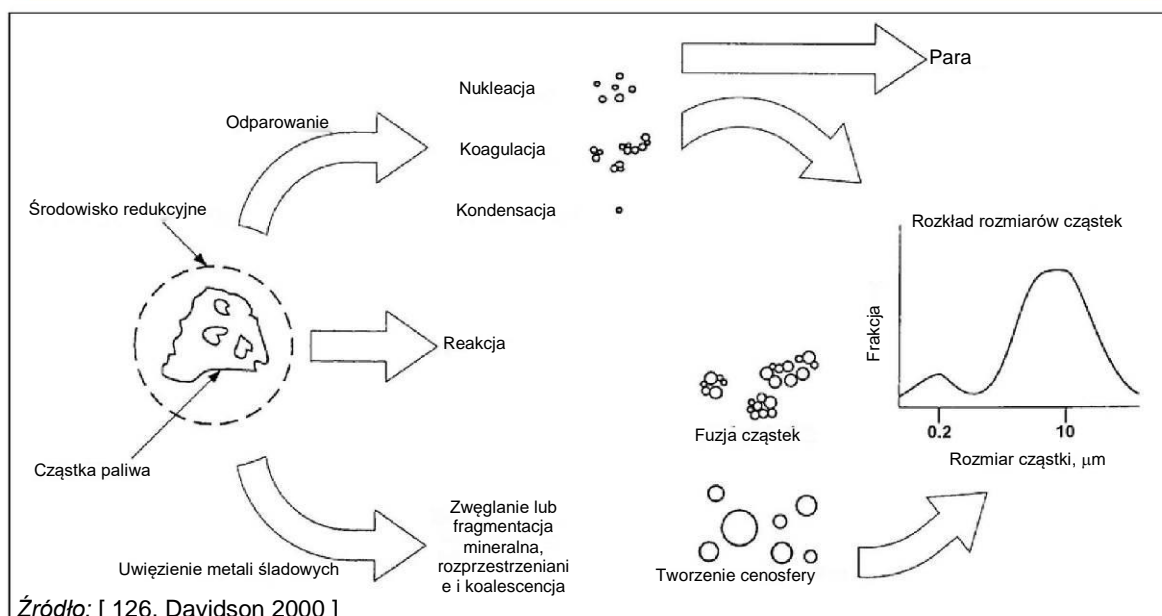 Para
Nukleacja
Odparowanie
Koagulacja
Środowisko redukcyjne
Kondensacja
Rozkład rozmiarów cząstek
Frakcja
Reakcja
0.2
10
Rozmiar cząstki, μm
Fuzja cząstek
Cząstka paliwa
Zwęglanie lub
fragmentacja
mineralna,
rozprzestrzeniani
e i koalescencja
Uwięzienie metali śladowych
Tworzenie cenosfery
Źródło: [ 126, Davidson 2000 ]